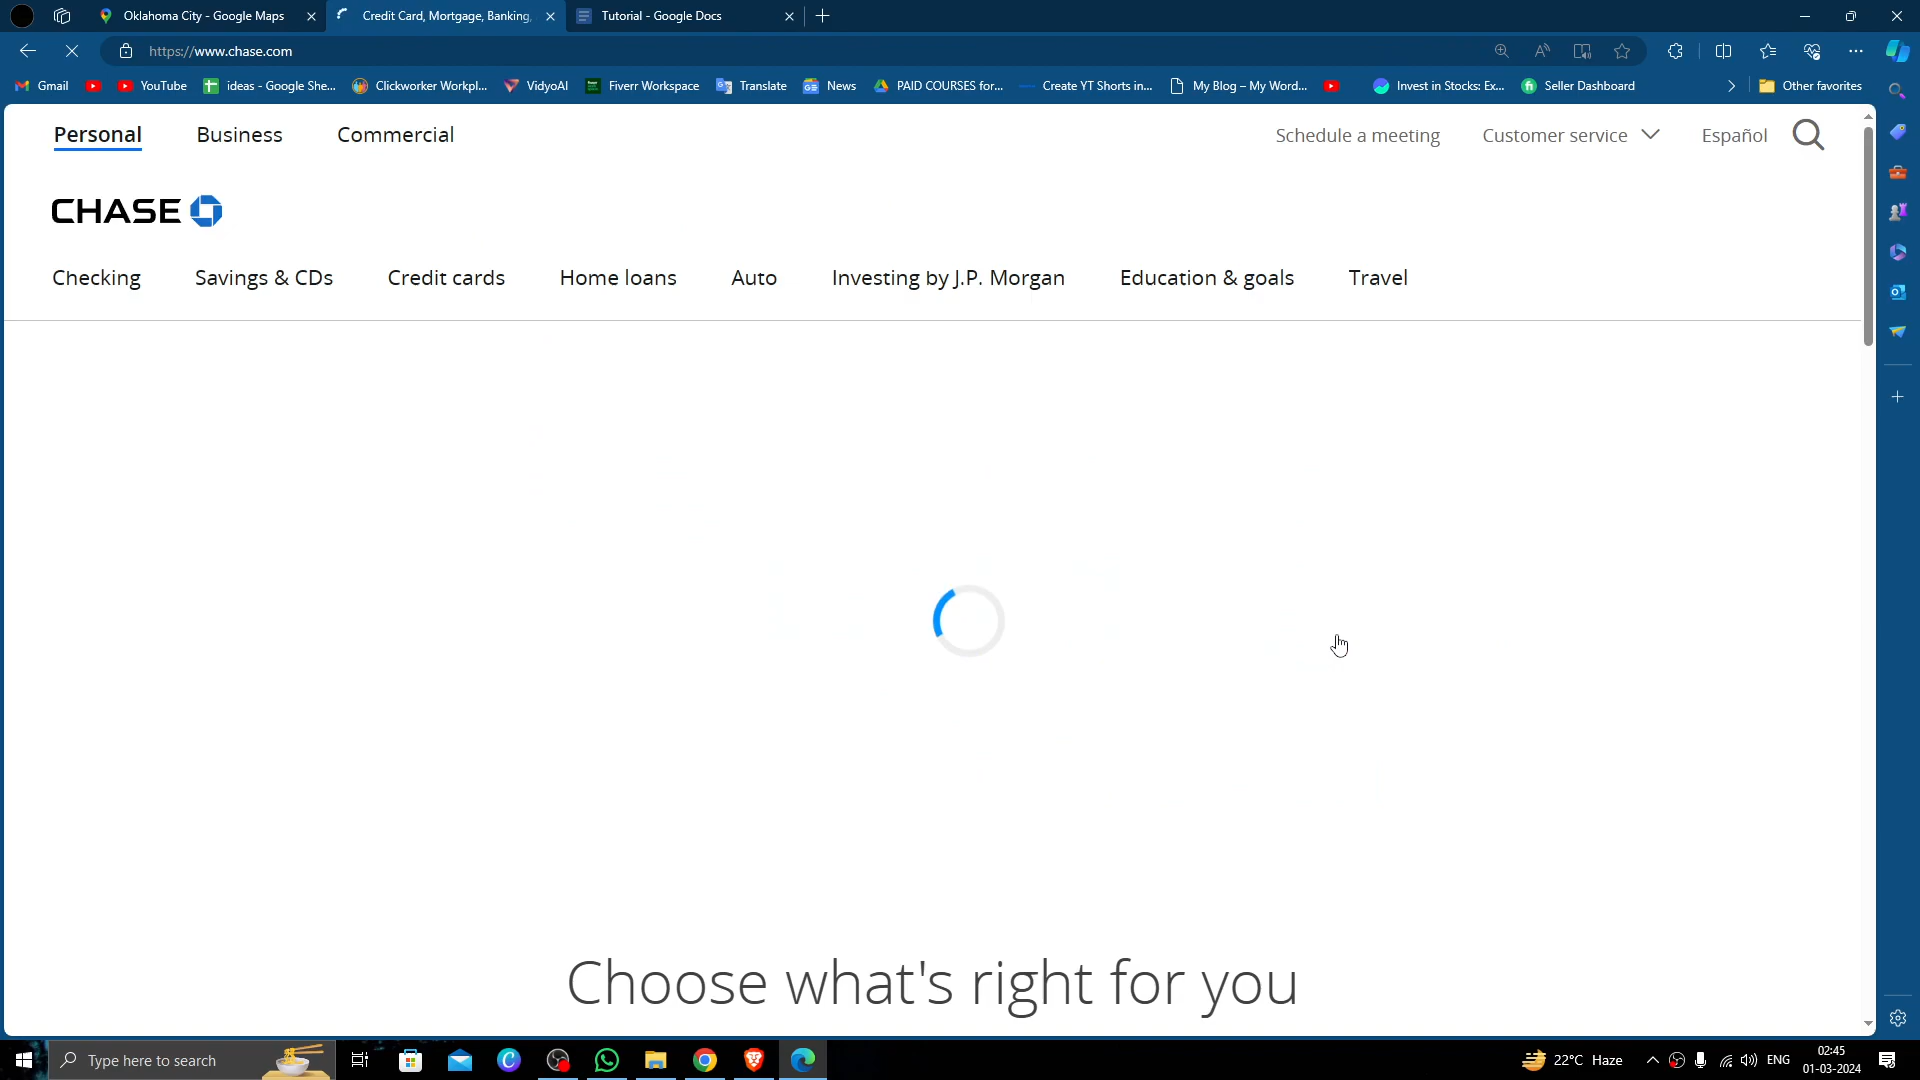 Oklahoma City - Google Maps
Credit Card, Mortgage, Banking,
Tutorial - Google Docs
https://www.chase.com
Gmail
YouTube
ideas - Google She...
Clickworker Workpl...
VidyoAI
Fiverr Workspace
Translate
News
PAID COURSES for...
Create YT Shorts in...
My Blog – My Word...
Invest in Stocks: Ex...
Seller Dashboard
Other favorites
Personal
Business
Commercial
Schedule a meeting
Customer service
Español
CHASE
Checking
Savings & CDs
Credit cards
Home loans
Auto
Investing by J.P. Morgan
Education & goals
Travel
Choose what's right for you
Type here to search
22°C Haze
ENG
02:45
01-03-2024